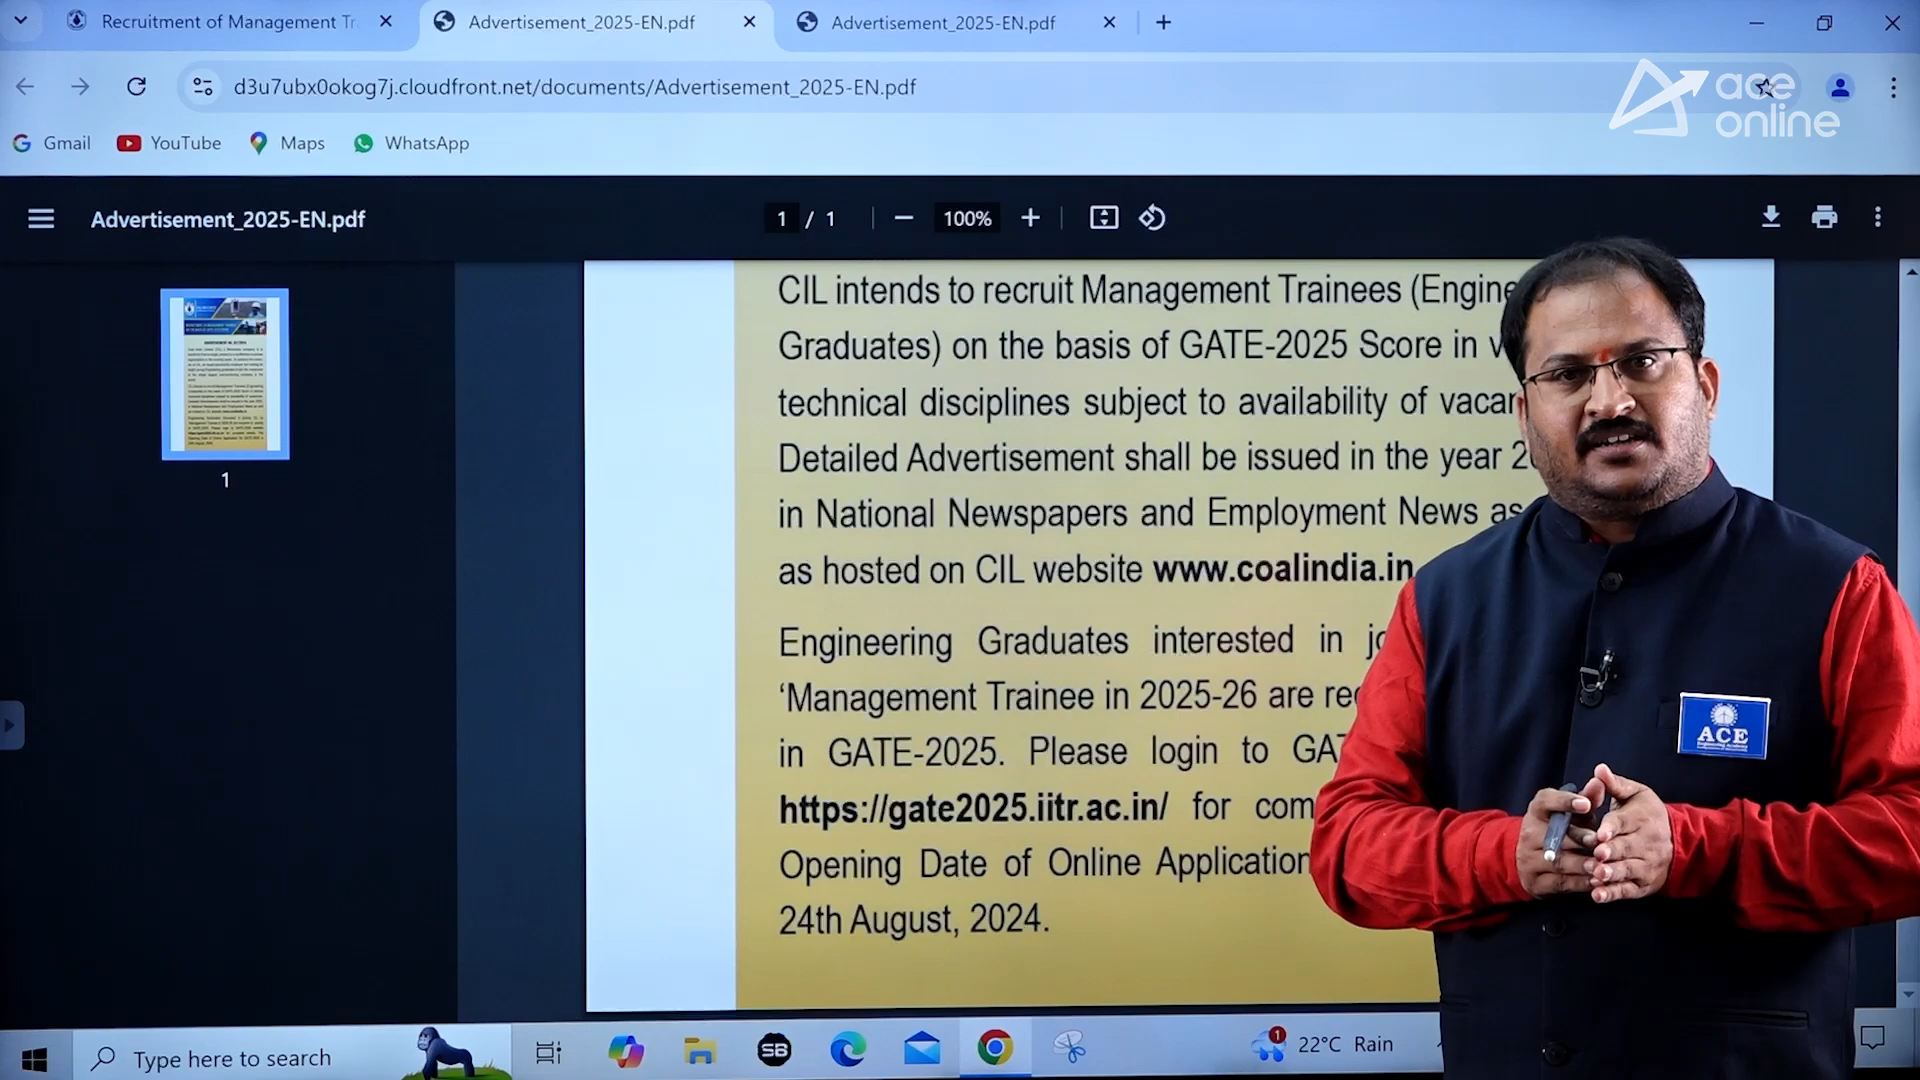 Recruitment of Management Tr
Advertisement_2025-EN.pdf
Advertisement_2025-EN.pdf
d3u7ubx0okog7j.cloudfront.net/documents/Advertisement_2025-EN.pdf
ace
online
Gmail
YouTube
Maps
WhatsApp
Advertisement_2025-EN.pdf
1 / 1
100%
CIL intends to recruit Management Trainees (Engine
Graduates) on the basis of GATE-2025 Score in v
technical disciplines subject to availability of vacan
Detailed Advertisement shall be issued in the year 2
in National Newspapers and Employment News as
as hosted on CIL website www.coalindia.in
Engineering Graduates interested in jo
‘Management Trainee in 2025-26 are re
in GATE-2025. Please login to GAT
https://gate2025.iitr.ac.in/ for com
Opening Date of Online Application
24th August, 2024.
1
ACE
Engineering Academy
Type here to search
SB
1
22°C Rain